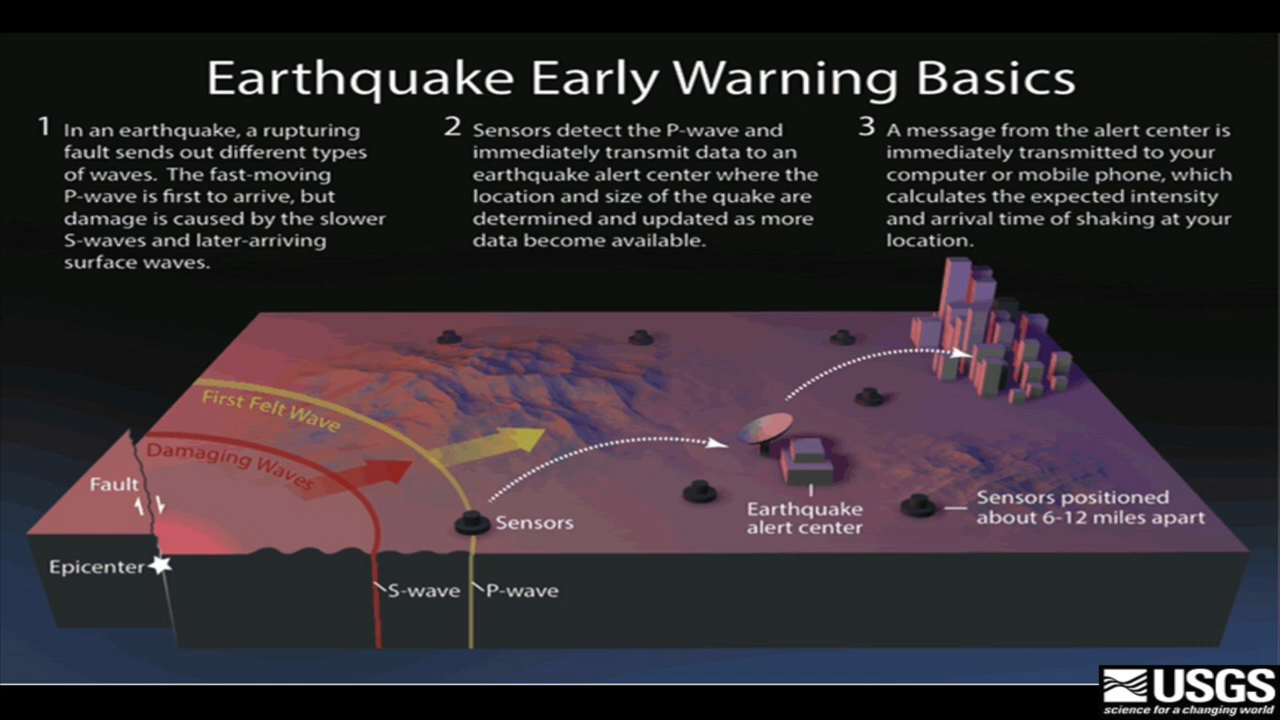 Earthquake Early Warning Basics
1 In an earthquake, a rupturing
fault sends out different types
of waves. The fast-moving
P-wave is first to arrive, but
damage is caused by the slower
S-waves and later-arriving
surface waves.
2 Sensors detect the P-wave and
immediately transmit data to an
earthquake alert center where the
location and size of the quake are
determined and updated as more
data become available.
3 A message from the alert center is
immediately transmitted to your
computer or mobile phone, which
calculates the expected intensity
and arrival time of shaking at your
location.
First Felt Wave
Damaging Waves
Fault
Epicenter
Sensors
S-wave
P-wave
Earthquake
alert center
Sensors positioned
about 6-12 miles apart
USGS
science for a changing world